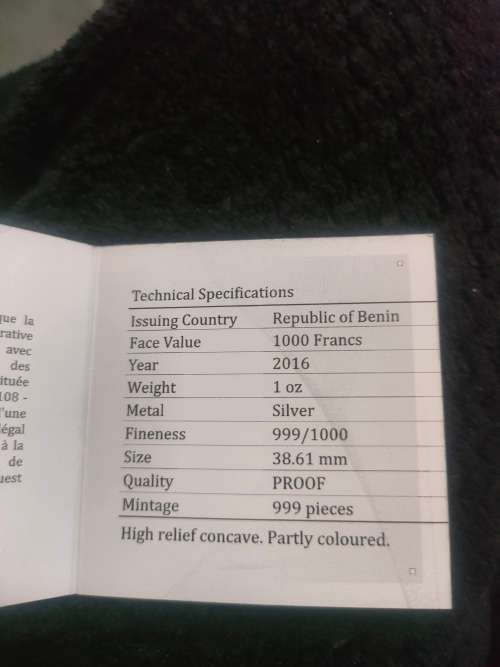 que la
rative
avec
des
ituée
108 -
l'une
légal
à la
de
uest
Technical Specifications
Issuing Country Republic of Benin
Face Value 1000 Francs
Year 2016
Weight 1 oz
Metal Silver
Fineness 999/1000
Size 38.61 mm
Quality PROOF
Mintage 999 pieces
High relief concave. Partly coloured.